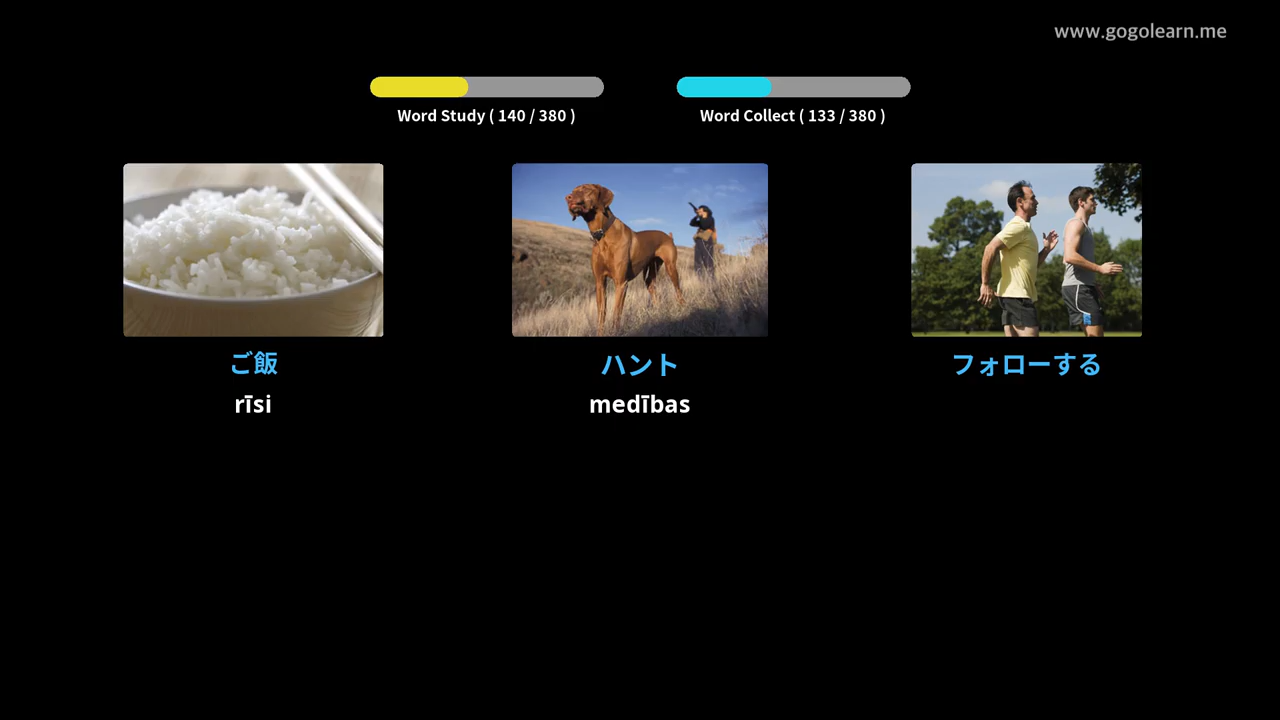 www.gogolearn.me
Word Study ( 140 / 380 )
Word Collect ( 133 / 380 )
ご飯
rīsi
ハント
medības
フォローする